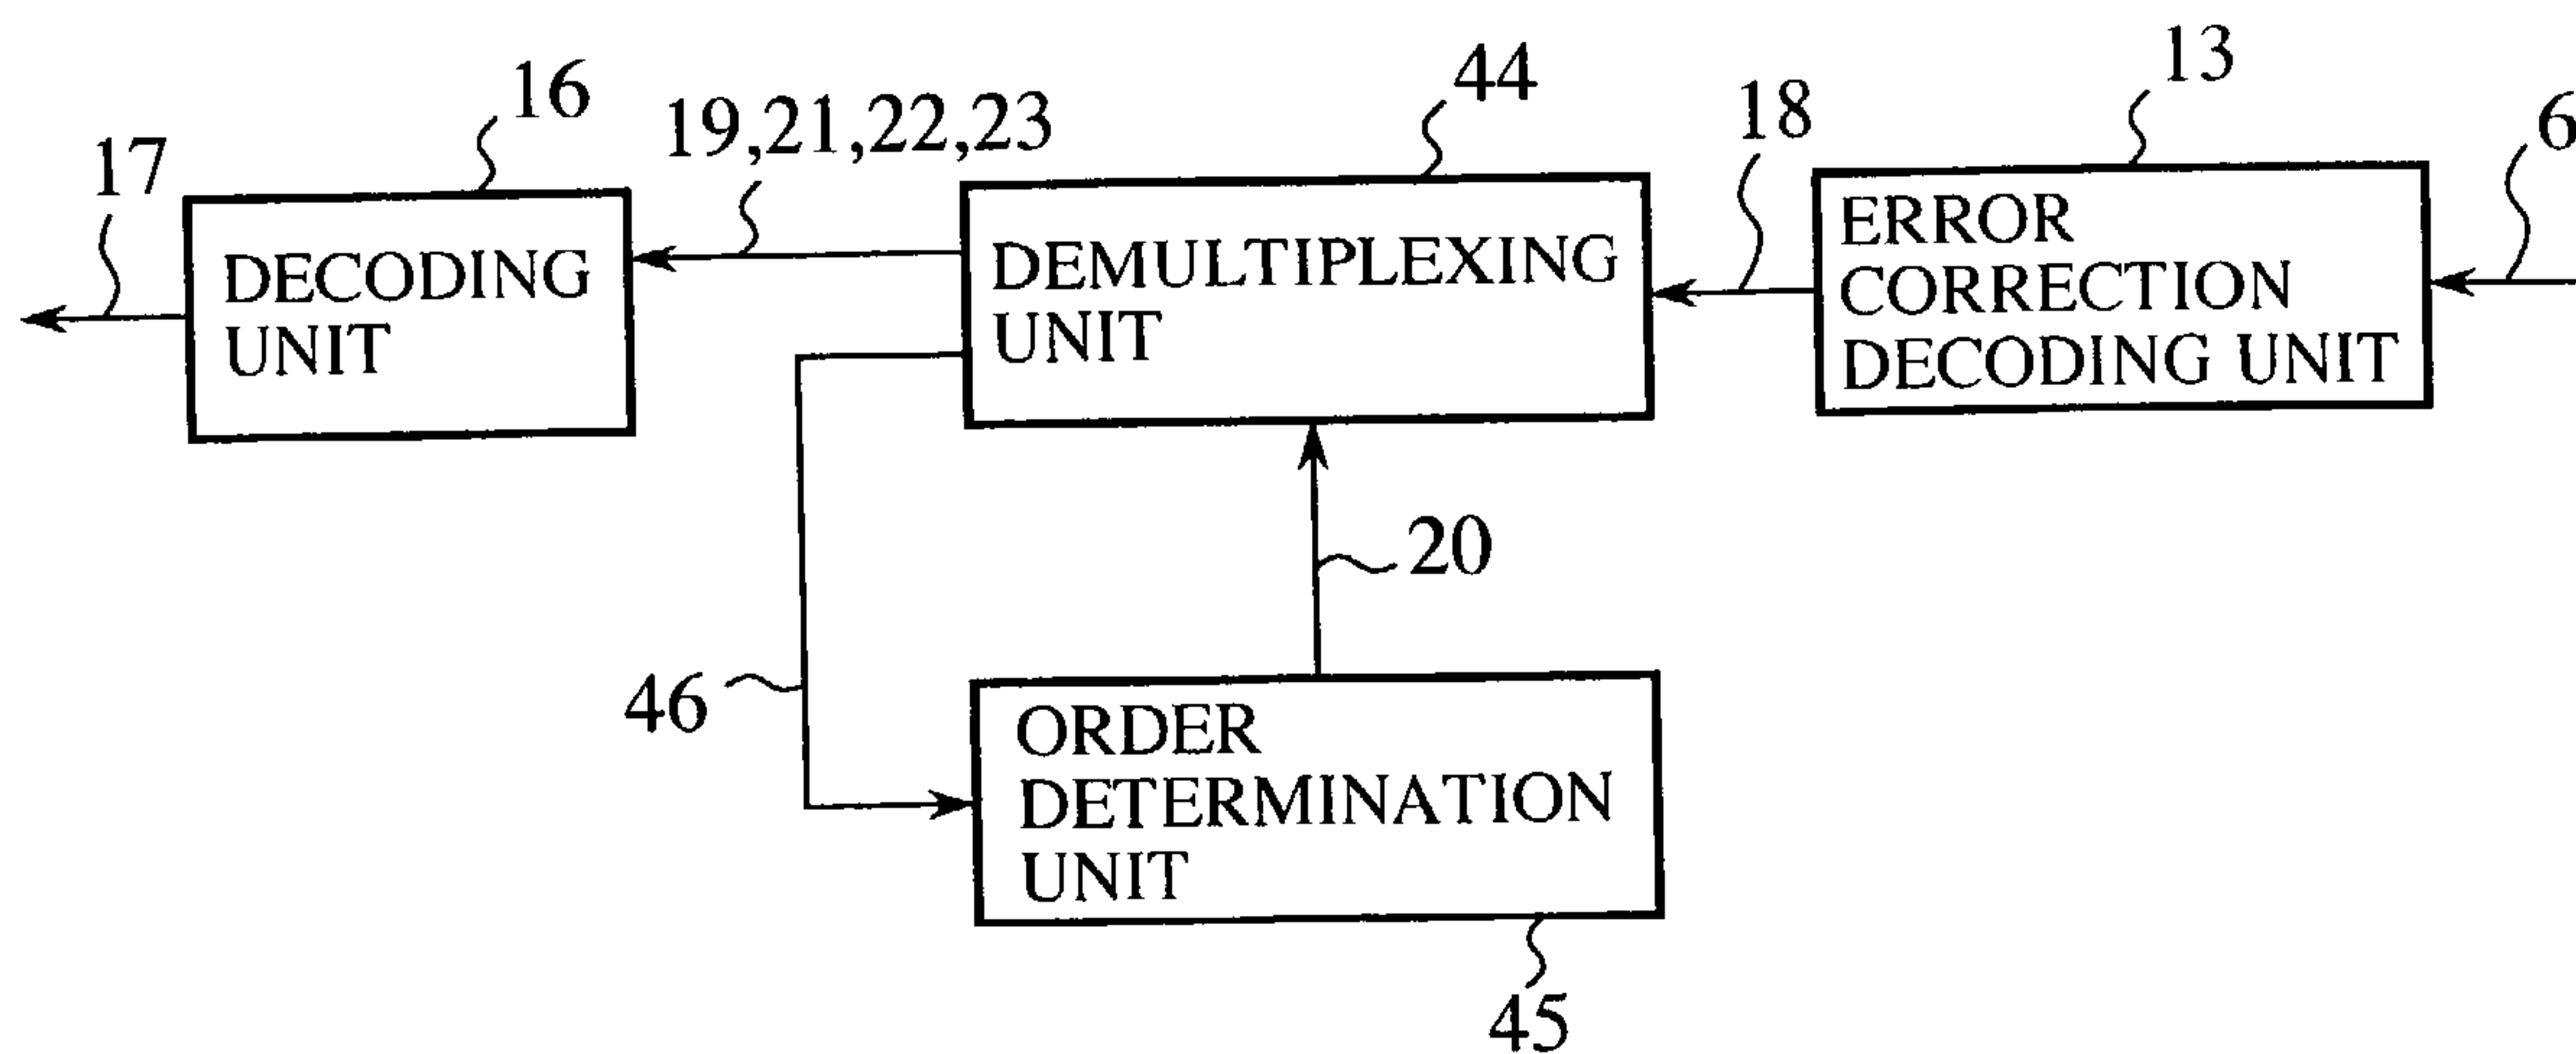 17
16
19,21,22,23
44
18
13
6
DECODING
UNIT
DEMULTIPLEXING
UNIT
ERROR
CORRECTION
DECODING UNIT
20
46
ORDER
DETERMINATION
UNIT
45